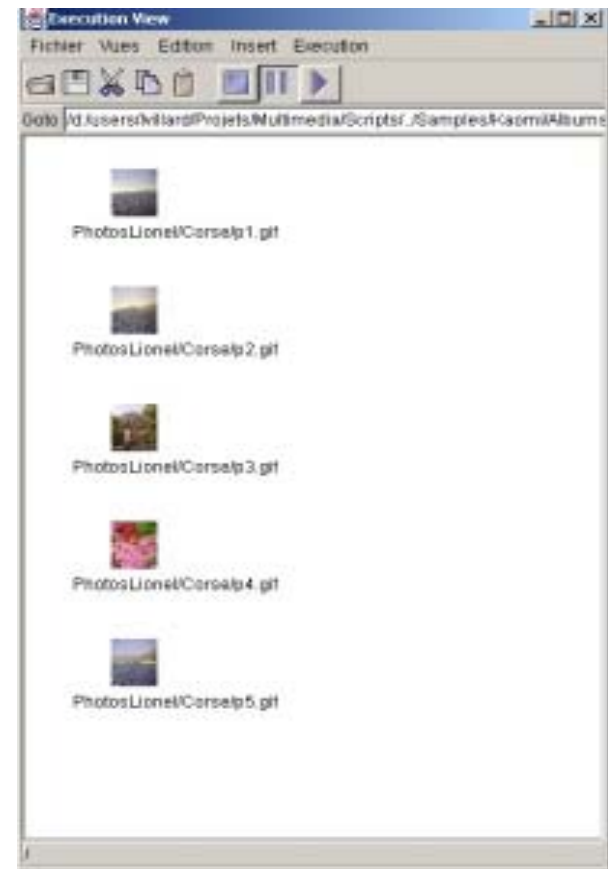 Execution View
Fichier Vues Edition Insert Execution
Goto /d:/users/villard/Projets/Multimedia/Scripts/../Samples/Kaomi/Albums
PhotosLionel/Corse/p1.gif
PhotosLionel/Corse/p2.gif
PhotosLionel/Corse/p3.gif
PhotosLionel/Corse/p4.gif
PhotosLionel/Corse/p5.gif
/